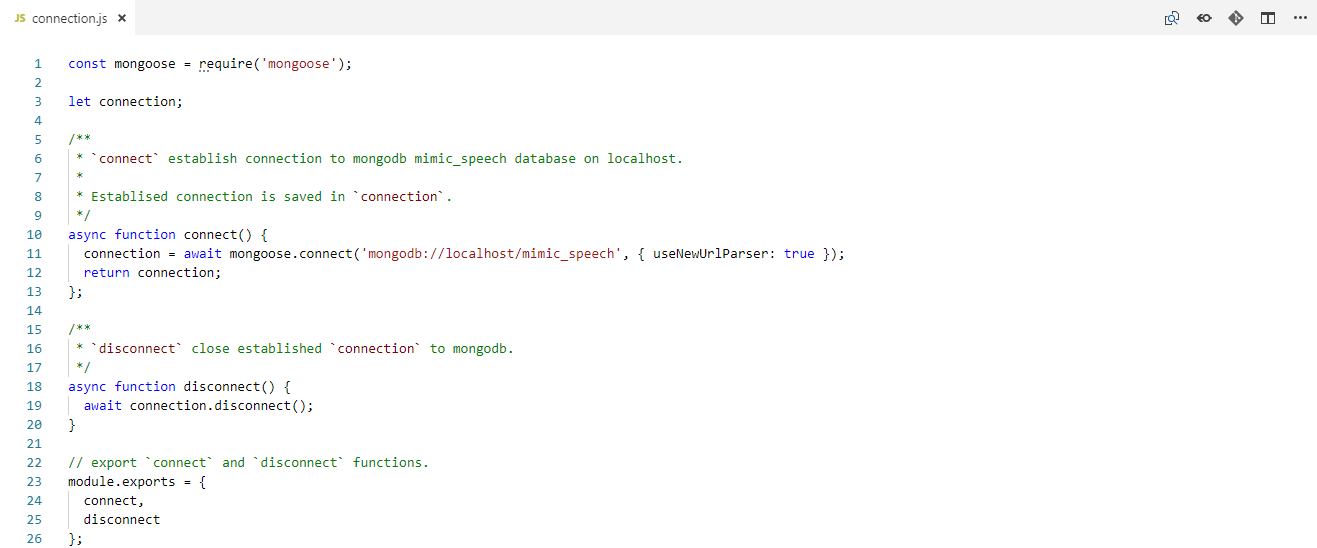 JS connection.js ×
1 const mongoose = require('mongoose');
2
3 let connection;
4
5 /**
6  * `connect` establish connection to mongodb mimic_speech database on localhost.
7  *
8  * Establised connection is saved in `connection`.
9  */
10 async function connect() {
11   connection = await mongoose.connect('mongodb://localhost/mimic_speech', { useNewUrlParser: true });
12   return connection;
13 };
14
15 /**
16  * `disconnect` close established `connection` to mongodb.
17  */
18 async function disconnect() {
19   await connection.disconnect();
20 }
21
22 // export `connect` and `disconnect` functions.
23 module.exports = {
24   connect,
25   disconnect
26 };